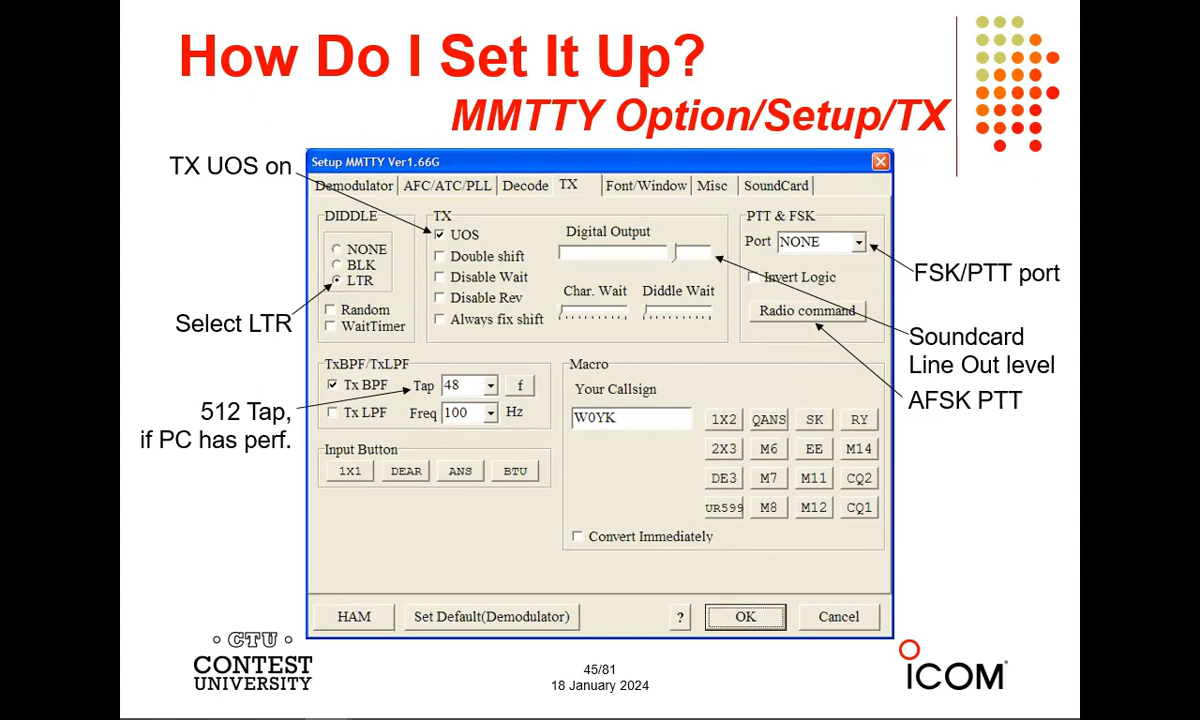 How Do I Set It Up?
MMTTY Option/Setup/TX
TX UOS on
Select LTR
512 Tap,
if PC has perf.
Setup MMTTY Ver1.66G
Demodulator
AFC/ATC/PLL
Decode
TX
Font/Window
Misc
SoundCard
DIDDLE
NONE
BLK
LTR
Random
WaitTimer
TX
UOS
Double shift
Disable Wait
Disable Rev
Always fix shift
Digital Output
Char. Wait
Diddle Wait
PTT & FSK
Port NONE
Invert Logic
Radio command
FSK/PTT port
Soundcard
Line Out level
AFSK PTT
TxBPF/TxLPF
Tx BPF Tap 48 f
Tx LPF Freq 100 Hz
Input Button
1X1 DEAR ANS BTU
Macro
Your Callsign
W0YK
1X2 QANS SK RY
2X3 M6 EE M14
DE3 M7 M11 CQ2
UR599 M8 M12 CQ1
Convert Immediately
HAM
Set Default(Demodulator)
?
OK
Cancel
CTU
CONTEST
UNIVERSITY
45/81
18 January 2024
ICOM